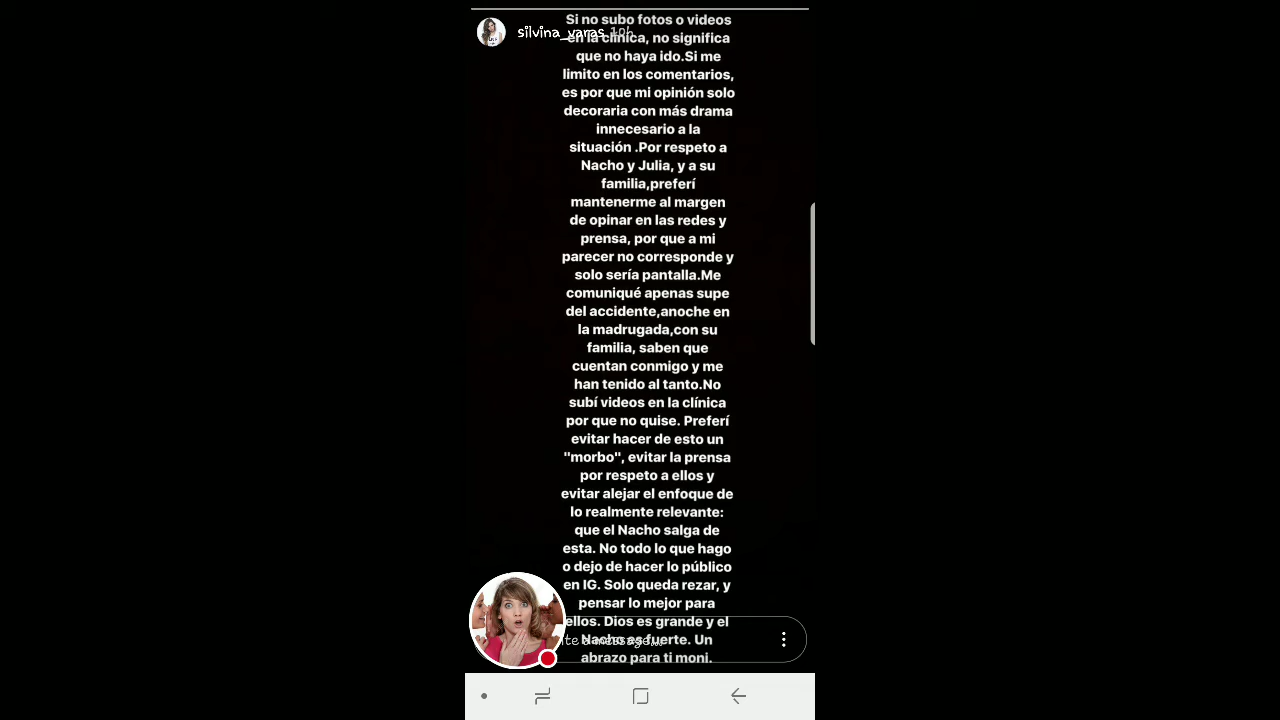 Si no subo fotos o videos
silvina_varas 19h
en la clínica, no significa
que no haya ido.Si me
limito en los comentarios,
es por que mi opinión solo
decoraria con más drama
innecesario a la
situación .Por respeto a
Nacho y Julia, y a su
familia,preferí
mantenerme al margen
de opinar en las redes y
prensa, por que a mi
parecer no corresponde y
solo sería pantalla.Me
comuniqué apenas supe
del accidente,anoche en
la madrugada,con su
familia, saben que
cuentan conmigo y me
han tenido al tanto.No
subí videos en la clínica
por que no quise. Preferí
evitar hacer de esto un
"morbo", evitar la prensa
por respeto a ellos y
evitar alejar el enfoque de
lo realmente relevante:
que el Nacho salga de
esta. No todo lo que hago
o dejo de hacer lo público
en IG. Solo queda rezar, y
pensar lo mejor para
ellos. Dios es grande y el
Nacho es fuerte. Un
message...
abrazo para ti moni.